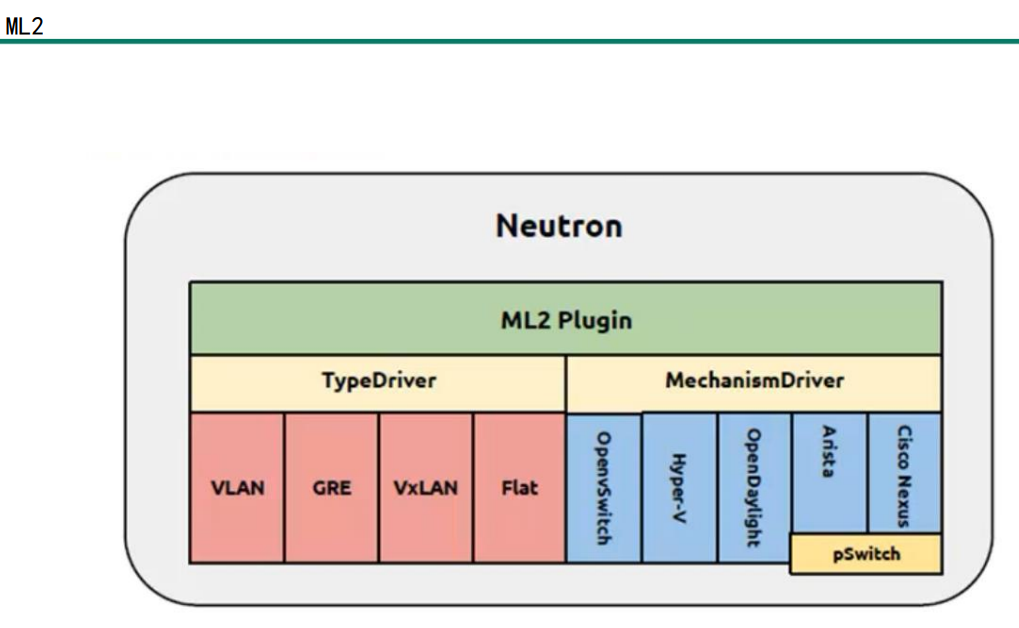 ML2
Neutron
ML2 Plugin
TypeDriver
MechanismDriver
VLAN
GRE
VxLAN
Flat
OpenvSwitch
Hyper-V
OpenDaylight
Arista
Cisco Nexus
pSwitch